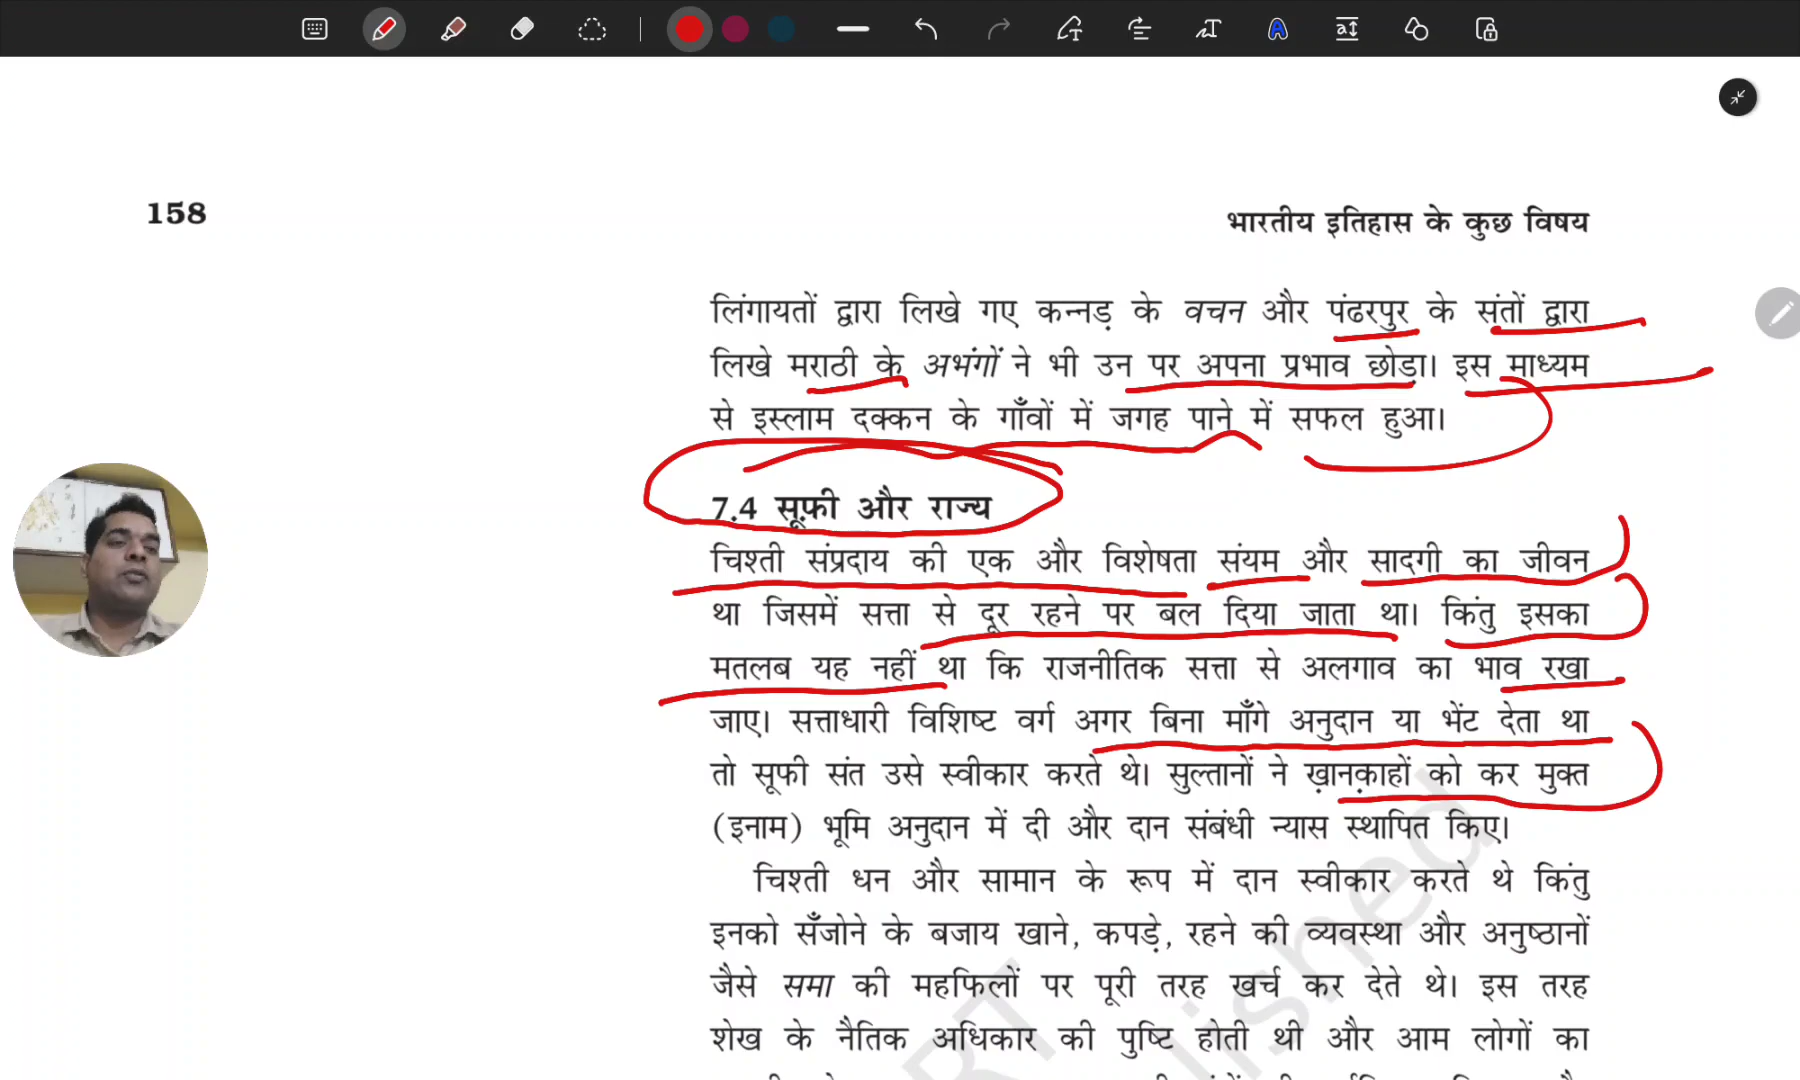 158
भारतीय इतिहास के कुछ विषय
लिंगायतों द्वारा लिखे गए कन्नड़ के वचन और पंढरपुर के संतों द्वारा
लिखे मराठी के अभंगों ने भी उन पर अपना प्रभाव छोड़ा। इस माध्यम
से इस्लाम दक्कन के गाँवों में जगह पाने में सफल हुआ।
7.4 सूफ़ी और राज्य
चिश्ती संप्रदाय की एक और विशेषता संयम और सादगी का जीवन
था जिसमें सत्ता से दूर रहने पर बल दिया जाता था। किंतु इसका
मतलब यह नहीं था कि राजनीतिक सत्ता से अलगाव का भाव रखा
जाए। सत्ताधारी विशिष्ट वर्ग अगर बिना माँगे अनुदान या भेंट देता था
तो सूफी संत उसे स्वीकार करते थे। सुल्तानों ने ख़ानक़ाहों को कर मुक्त
(इनाम) भूमि अनुदान में दी और दान संबंधी न्यास स्थापित किए।
चिश्ती धन और सामान के रूप में दान स्वीकार करते थे किंतु
इनको सँजोने के बजाय खाने, कपड़े, रहने की व्यवस्था और अनुष्ठानों
जैसे समा की महफिलों पर पूरी तरह खर्च कर देते थे। इस तरह
शेख के नैतिक अधिकार की पुष्टि होती थी और आम लोगों का